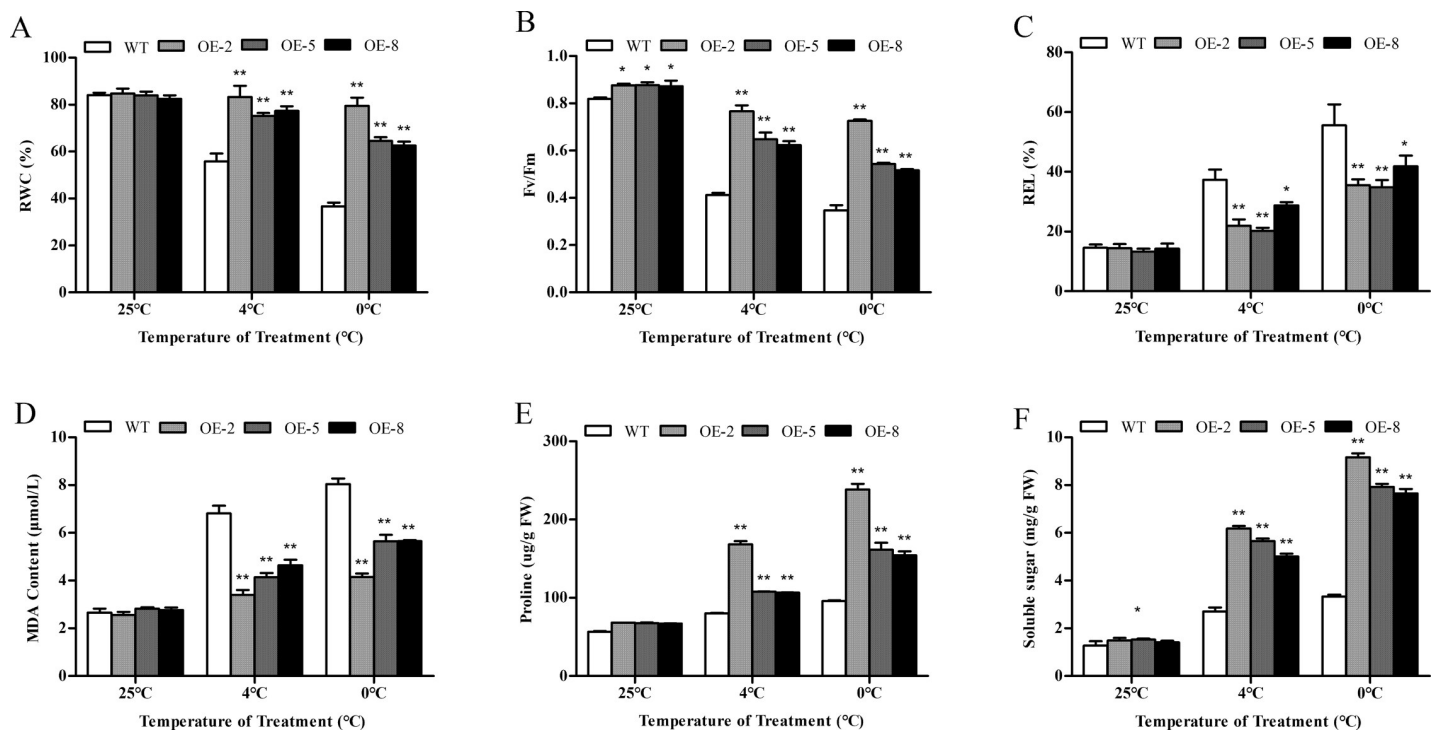 A
WT OE-2 OE-5 OE-8
RWC (%)
100
80
60
40
20
0
** ** **
** ** **
25℃ 4℃ 0℃
Temperature of Treatment (℃)
B
WT OE-2 OE-5 OE-8
Fv/Fm
1.0
0.8
0.6
0.4
0.2
0.0
* * *
** ** **
** ** **
25℃ 4℃ 0℃
Temperature of Treatment (℃)
C
WT OE-2 OE-5 OE-8
REL (%)
80
60
40
20
0
** ** *
** ** *
25℃ 4℃ 0℃
Temperature of Treatment (℃)
D
WT OE-2 OE-5 OE-8
MDA Content (μmol/L)
10
8
6
4
2
0
** ** **
** ** **
25℃ 4℃ 0℃
Temperature of Treatment (℃)
E
WT OE-2 OE-5 OE-8
Proline (ug/g FW)
300
200
100
0
** ** **
** ** **
25℃ 4℃ 0℃
Temperature of Treatment (℃)
F
WT OE-2 OE-5 OE-8
Soluble sugar (mg/g FW)
10
8
6
4
2
0
*
** ** **
** ** **
25℃ 4℃ 0℃
Temperature of Treatment (℃)